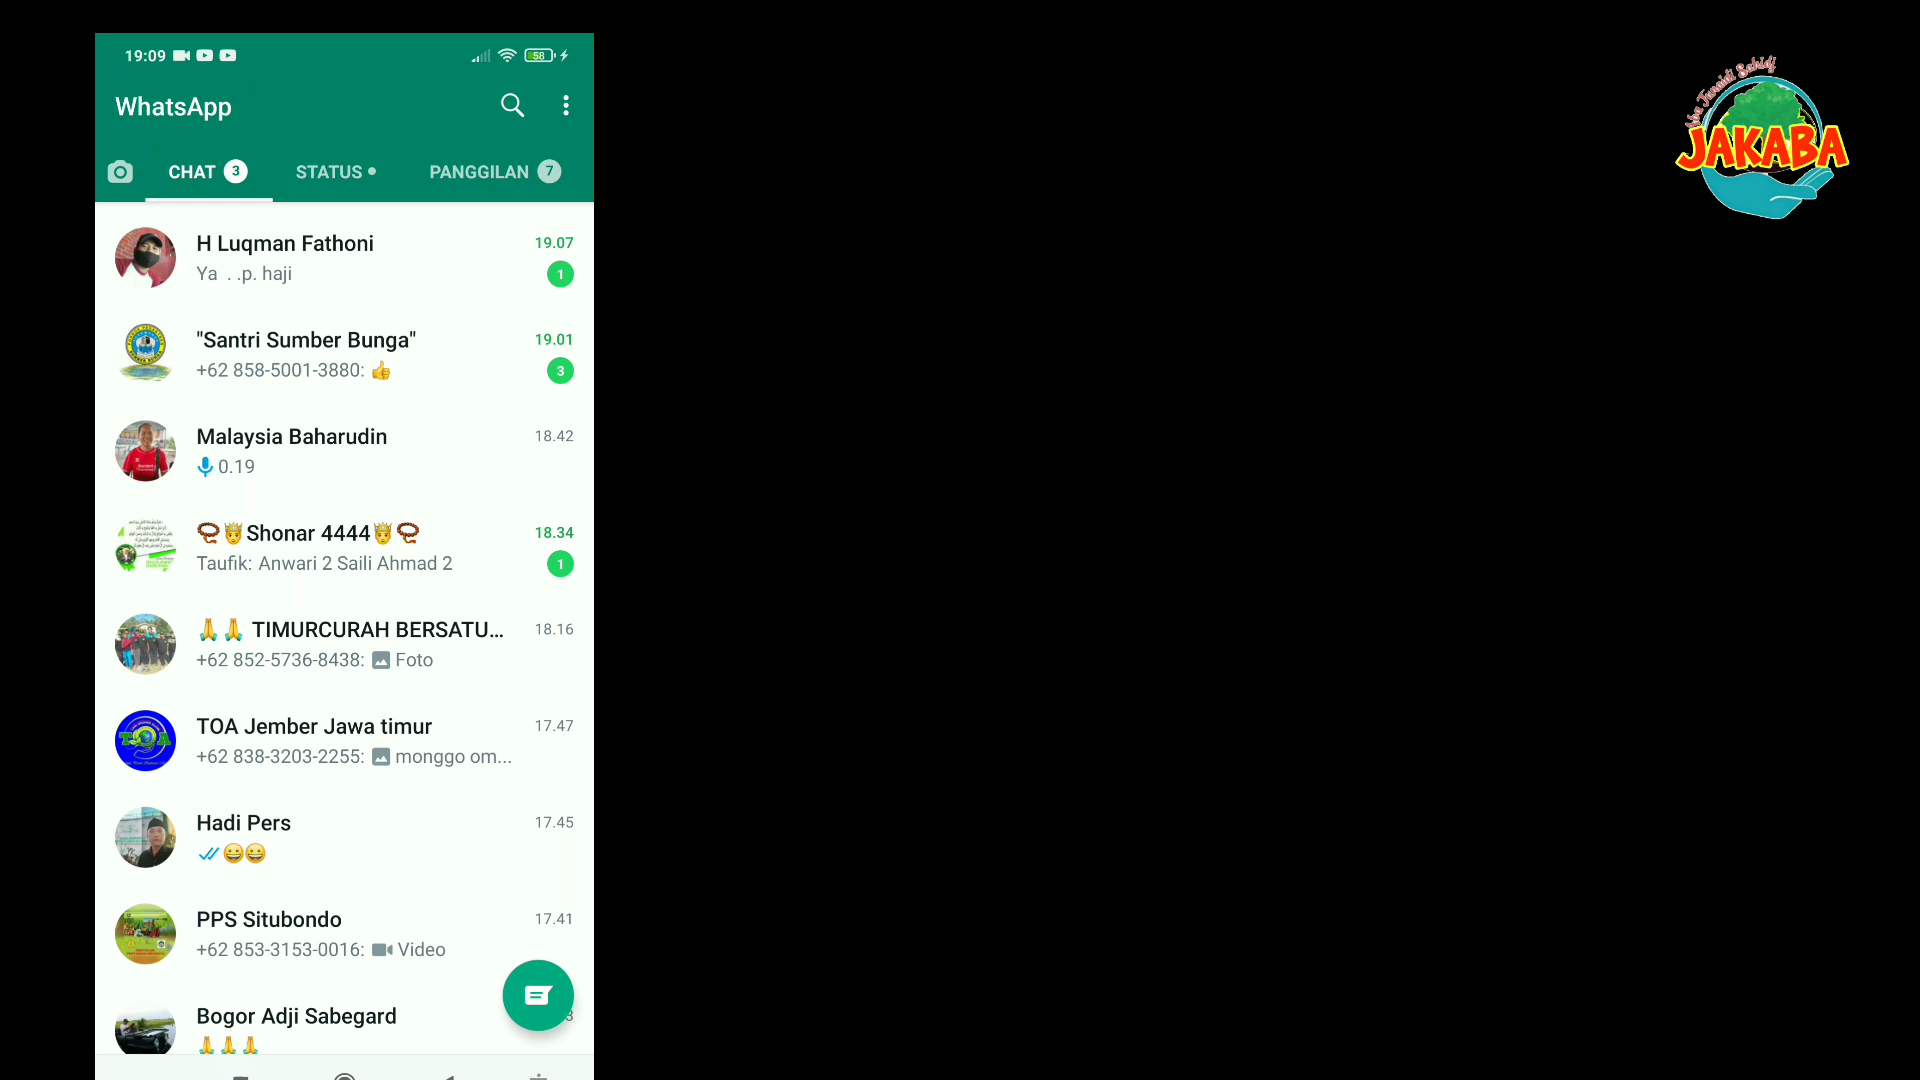 19:09
58
WhatsApp
CHAT 3
STATUS
PANGGILAN 7
H Luqman Fathoni
19.07
Ya . .p. haji
1
"Santri Sumber Bunga"
19.01
+62 858-5001-3880: 👍
3
Malaysia Baharudin
18.42
0.19
📿🤴Shonar 4444🤴📿
18.34
Taufik: Anwari 2 Saili Ahmad 2
1
🙏🙏 TIMURCURAH BERSATU...
18.16
+62 852-5736-8438: Foto
TOA Jember Jawa timur
17.47
+62 838-3203-2255: monggo om...
Hadi Pers
17.45
😀😀
PPS Situbondo
17.41
+62 853-3153-0016: Video
Bogor Adji Sabegard
🙏🙏🙏
JAKABA
TOA